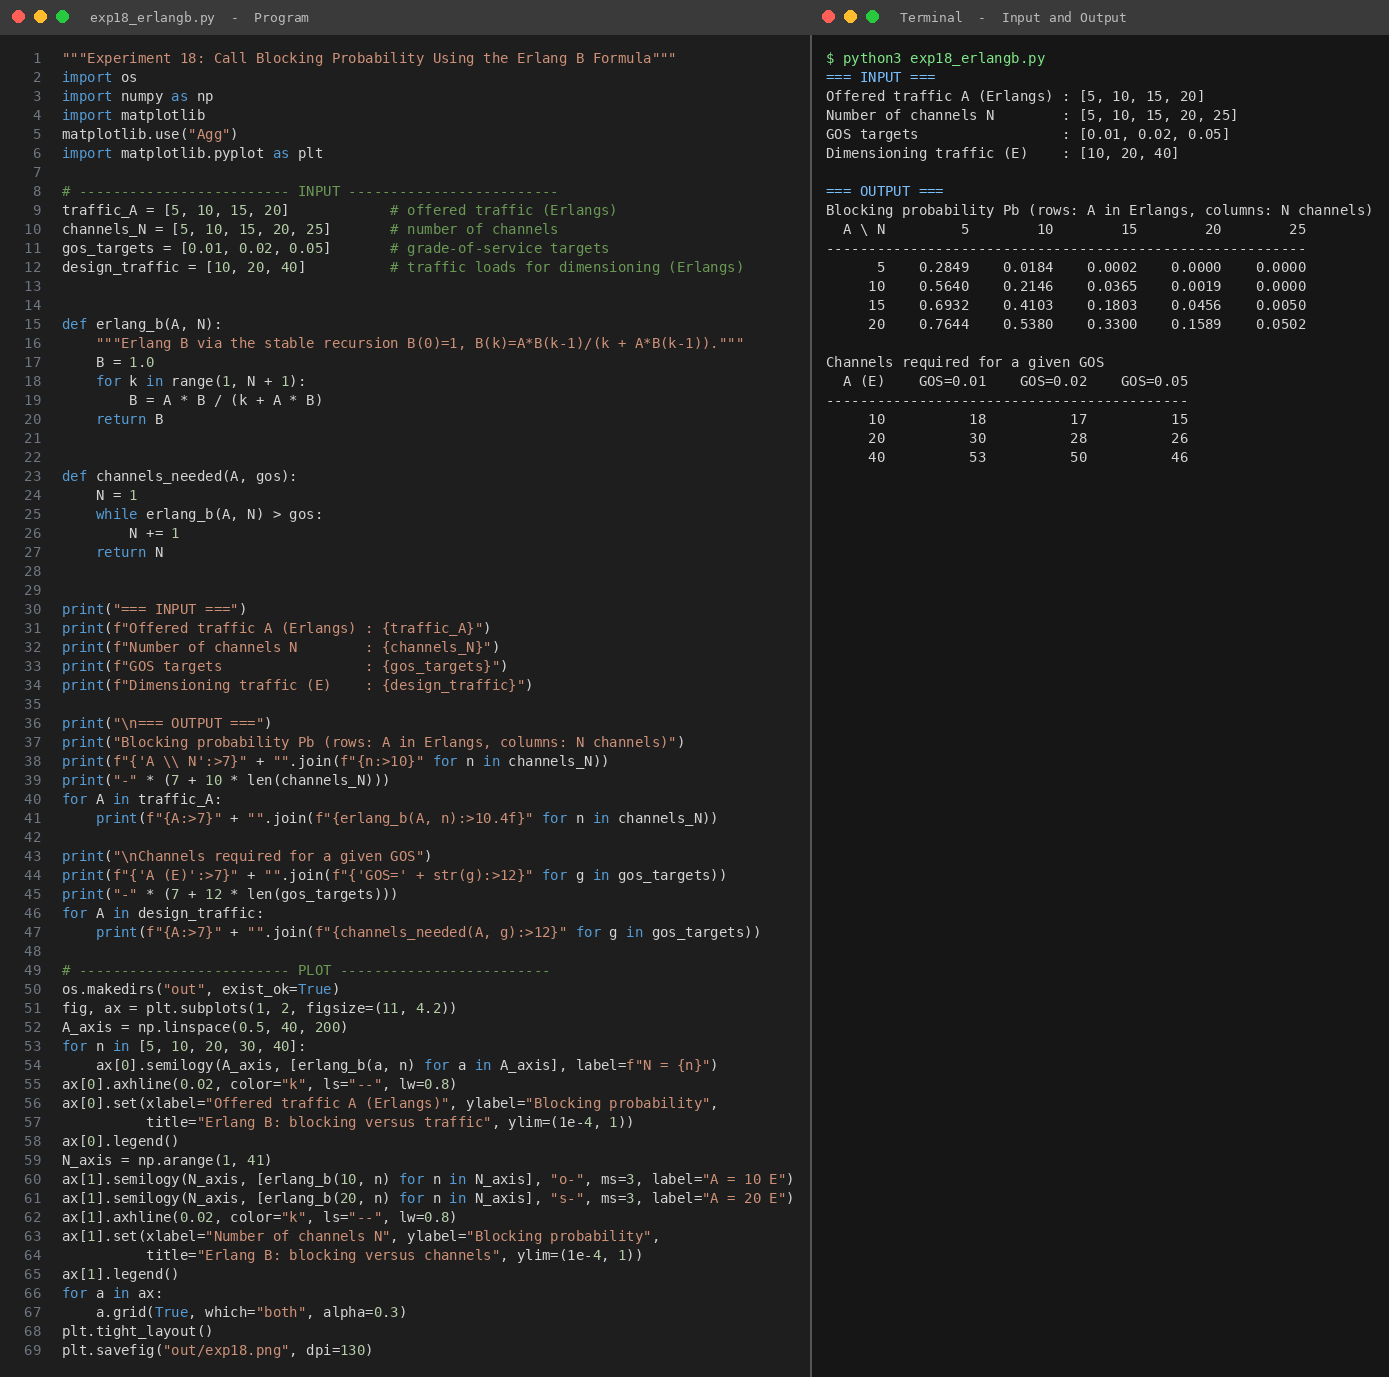 exp18_erlangb.py  -  Program
1  """Experiment 18: Call Blocking Probability Using the Erlang B Formula"""
2  import os
3  import numpy as np
4  import matplotlib
5  matplotlib.use("Agg")
6  import matplotlib.pyplot as plt
7
8  # ------------------------- INPUT -------------------------
9  traffic_A = [5, 10, 15, 20]            # offered traffic (Erlangs)
10  channels_N = [5, 10, 15, 20, 25]       # number of channels
11  gos_targets = [0.01, 0.02, 0.05]       # grade-of-service targets
12  design_traffic = [10, 20, 40]          # traffic loads for dimensioning (Erlangs)
13
14
15  def erlang_b(A, N):
16      """Erlang B via the stable recursion B(0)=1, B(k)=A*B(k-1)/(k + A*B(k-1))."""
17      B = 1.0
18      for k in range(1, N + 1):
19          B = A * B / (k + A * B)
20      return B
21
22
23  def channels_needed(A, gos):
24      N = 1
25      while erlang_b(A, N) > gos:
26          N += 1
27      return N
28
29
30  print("=== INPUT ===")
31  print(f"Offered traffic A (Erlangs) : {traffic_A}")
32  print(f"Number of channels N        : {channels_N}")
33  print(f"GOS targets                 : {gos_targets}")
34  print(f"Dimensioning traffic (E)    : {design_traffic}")
35
36  print("\n=== OUTPUT ===")
37  print("Blocking probability Pb (rows: A in Erlangs, columns: N channels)")
38  print(f"{'A \\ N':>7}" + "".join(f"{n:>10}" for n in channels_N))
39  print("-" * (7 + 10 * len(channels_N)))
40  for A in traffic_A:
41      print(f"{A:>7}" + "".join(f"{erlang_b(A, n):>10.4f}" for n in channels_N))
42
43  print("\nChannels required for a given GOS")
44  print(f"{'A (E)':>7}" + "".join(f"{'GOS=' + str(g):>12}" for g in gos_targets))
45  print("-" * (7 + 12 * len(gos_targets)))
46  for A in design_traffic:
47      print(f"{A:>7}" + "".join(f"{channels_needed(A, g):>12}" for g in gos_targets))
48
49  # ------------------------- PLOT -------------------------
50  os.makedirs("out", exist_ok=True)
51  fig, ax = plt.subplots(1, 2, figsize=(11, 4.2))
52  A_axis = np.linspace(0.5, 40, 200)
53  for n in [5, 10, 20, 30, 40]:
54      ax[0].semilogy(A_axis, [erlang_b(a, n) for a in A_axis], label=f"N = {n}")
55  ax[0].axhline(0.02, color="k", ls="--", lw=0.8)
56  ax[0].set(xlabel="Offered traffic A (Erlangs)", ylabel="Blocking probability",
57            title="Erlang B: blocking versus traffic", ylim=(1e-4, 1))
58  ax[0].legend()
59  N_axis = np.arange(1, 41)
60  ax[1].semilogy(N_axis, [erlang_b(10, n) for n in N_axis], "o-", ms=3, label="A = 10 E")
61  ax[1].semilogy(N_axis, [erlang_b(20, n) for n in N_axis], "s-", ms=3, label="A = 20 E")
62  ax[1].axhline(0.02, color="k", ls="--", lw=0.8)
63  ax[1].set(xlabel="Number of channels N", ylabel="Blocking probability",
64            title="Erlang B: blocking versus channels", ylim=(1e-4, 1))
65  ax[1].legend()
66  for a in ax:
67      a.grid(True, which="both", alpha=0.3)
68  plt.tight_layout()
69  plt.savefig("out/exp18.png", dpi=130)
Terminal  -  Input and Output
$ python3 exp18_erlangb.py
=== INPUT ===
Offered traffic A (Erlangs) : [5, 10, 15, 20]
Number of channels N        : [5, 10, 15, 20, 25]
GOS targets                 : [0.01, 0.02, 0.05]
Dimensioning traffic (E)    : [10, 20, 40]

=== OUTPUT ===
Blocking probability Pb (rows: A in Erlangs, columns: N channels)
  A \ N         5        10        15        20        25
---------------------------------------------------------
      5    0.2849    0.0184    0.0002    0.0000    0.0000
     10    0.5640    0.2146    0.0365    0.0019    0.0000
     15    0.6932    0.4103    0.1803    0.0456    0.0050
     20    0.7644    0.5380    0.3300    0.1589    0.0502

Channels required for a given GOS
  A (E)    GOS=0.01    GOS=0.02    GOS=0.05
-------------------------------------------
     10          18          17          15
     20          30          28          26
     40          53          50          46